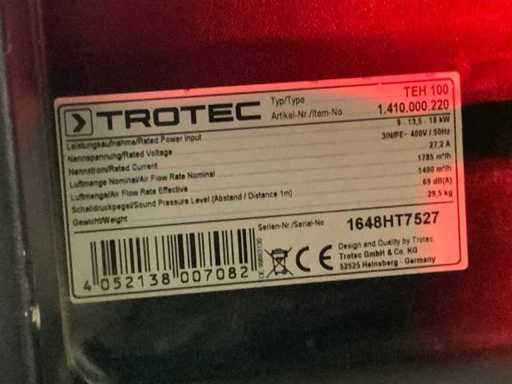 TROTEC
Typ/Type TEH 100
Artikel-Nr./Item-No 1.410.000.220
Leistungsaufnahme/Rated Power Input 9 - 13,5 - 18 kW
Nennspannung/Rated Voltage 3/N/PE~ 400V / 50Hz
Nennstrom/Rated Current 27,2 A
Luftmenge Nominal/Air Flow Rate Nominal 1785 m³/h
Luftmenge/Air Flow Rate Effective 1400 m³/h
Schalldruckpegel/Sound Pressure Level (Abstand / Distance 1m) 69 dB(A)
Gewicht/Weight 29,5 kg
Serien-Nr./Serial-No 1648HT7527
4 052138 007082
CE
Design and Quality by Trotec
Trotec GmbH & Co. KG
52525 Heinsberg - Germany